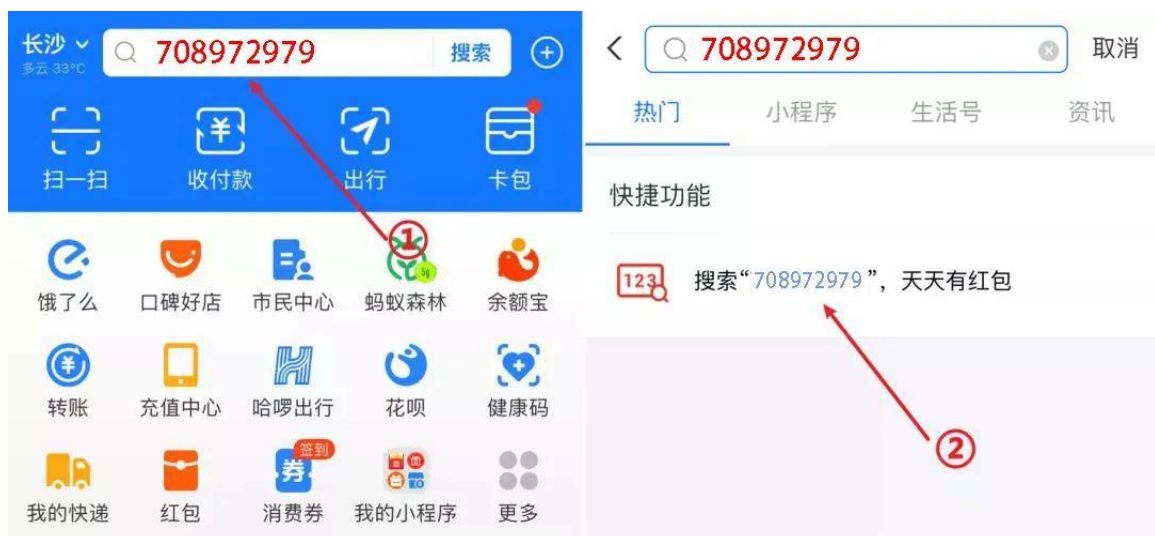 长沙
多云 33°C
708972979
搜索
扫一扫
收付款
出行
卡包
①
5g
饿了么
口碑好店
市民中心
蚂蚁森林
余额宝
转账
充值中心
哈啰出行
花呗
健康码
签到
券
我的快递
红包
消费券
我的小程序
更多
708972979
取消
热门
小程序
生活号
资讯
快捷功能
123
搜索“708972979”，天天有红包
②